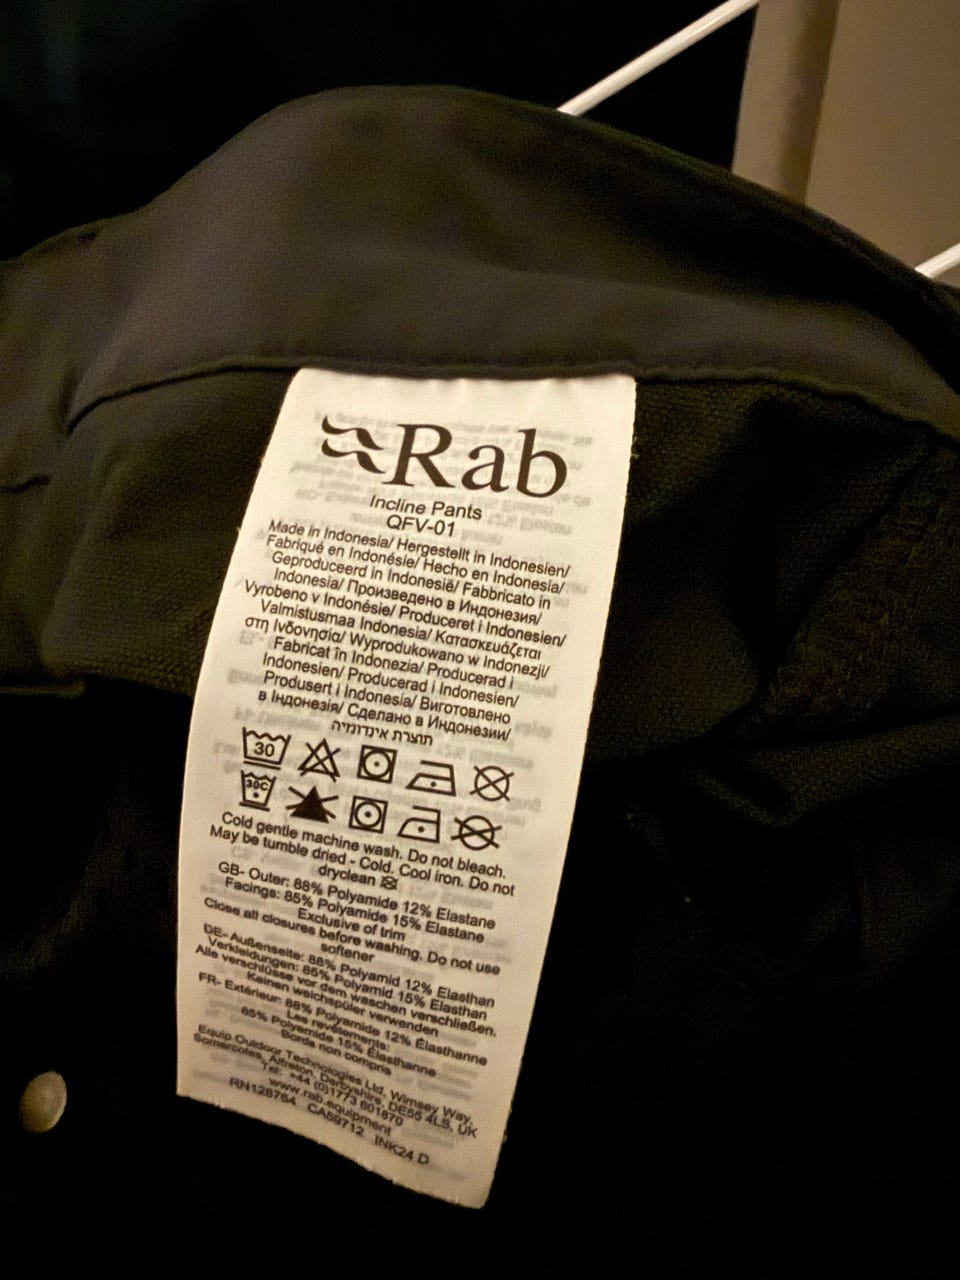 Rab
Incline Pants
QFV-01
Made in Indonesia/ Hergestellt in Indonesien/
Fabriqué en Indonésie/ Hecho en Indonesia/
Geproduceerd in Indonesië/ Fabbricato in
Indonesia/ Произведено в Индонезия/
Vyrobeno v Indonésie/ Produceret i Indonesien/
Valmistusmaa Indonesia/ Κατασκευάζεται
στη Ινδονησία/ Wyprodukowano w Indonezji/
Fabricat în Indonezia/ Producerad i
Indonesien/ Producerad i Indonesien/
Produsert i Indonesia/ Виготовлено
в Індонезія/ Сделано в Индонезии/
תוצרת אינדונזיה
30
30C
Cold gentle machine wash. Do not bleach.
May be tumble dried - Cold. Cool iron. Do not
dryclean
GB- Outer: 88% Polyamide 12% Elastane
Facings: 85% Polyamide 15% Elastane
Exclusive of trim
Close all closures before washing. Do not use
softener
DE- Außenseite: 88% Polyamid 12% Elasthan
Verkleidungen: 85% Polyamid 15% Elasthan
Alle verschlüsse vor dem waschen verschließen.
Keinen weichspüler verwenden
FR- Extérieur: 88% Polyamide 12% Élasthanne
Les revêtements:
85% Polyamide 15% Élasthanne
Bords non compris
Equip Outdoor Technologies Ltd, Wimsey Way,
Somercotes, Alfreton, Derbyshire, DE55 4LS, UK
Tel: +44 (0)1773 601870
www.rab.equipment
RN128764 CA59712 INK24 D